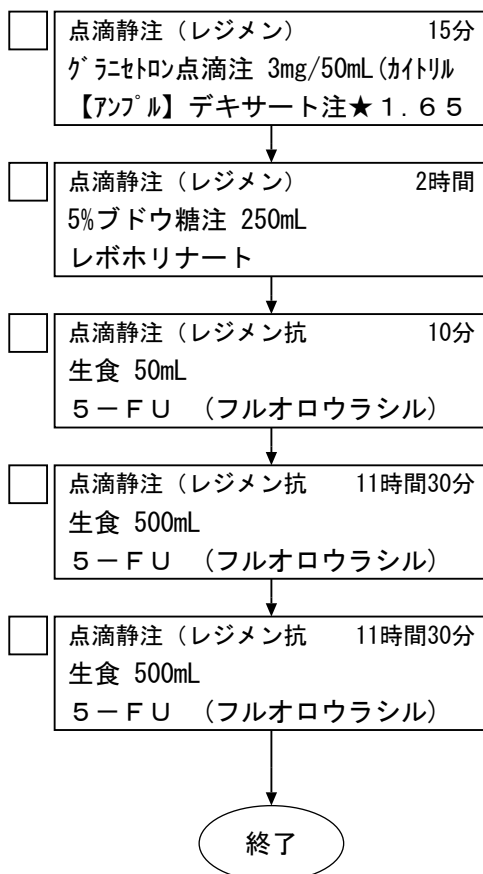 点滴静注（レジメン） 15分
ｸﾞﾗﾆｾﾄﾛﾝ点滴注 3mg/50mL(ｶｲﾄﾘﾙ
【ｱﾝﾌﾟﾙ】デキサート注★１.６５
点滴静注（レジメン） 2時間
5%ブドウ糖注 250mL
レボホリナート
点滴静注（レジメン抗 10分
生食 50mL
５－ＦＵ （フルオロウラシル）
点滴静注（レジメン抗 11時間30分
生食 500mL
５－ＦＵ （フルオロウラシル）
点滴静注（レジメン抗 11時間30分
生食 500mL
５－ＦＵ （フルオロウラシル）
終了